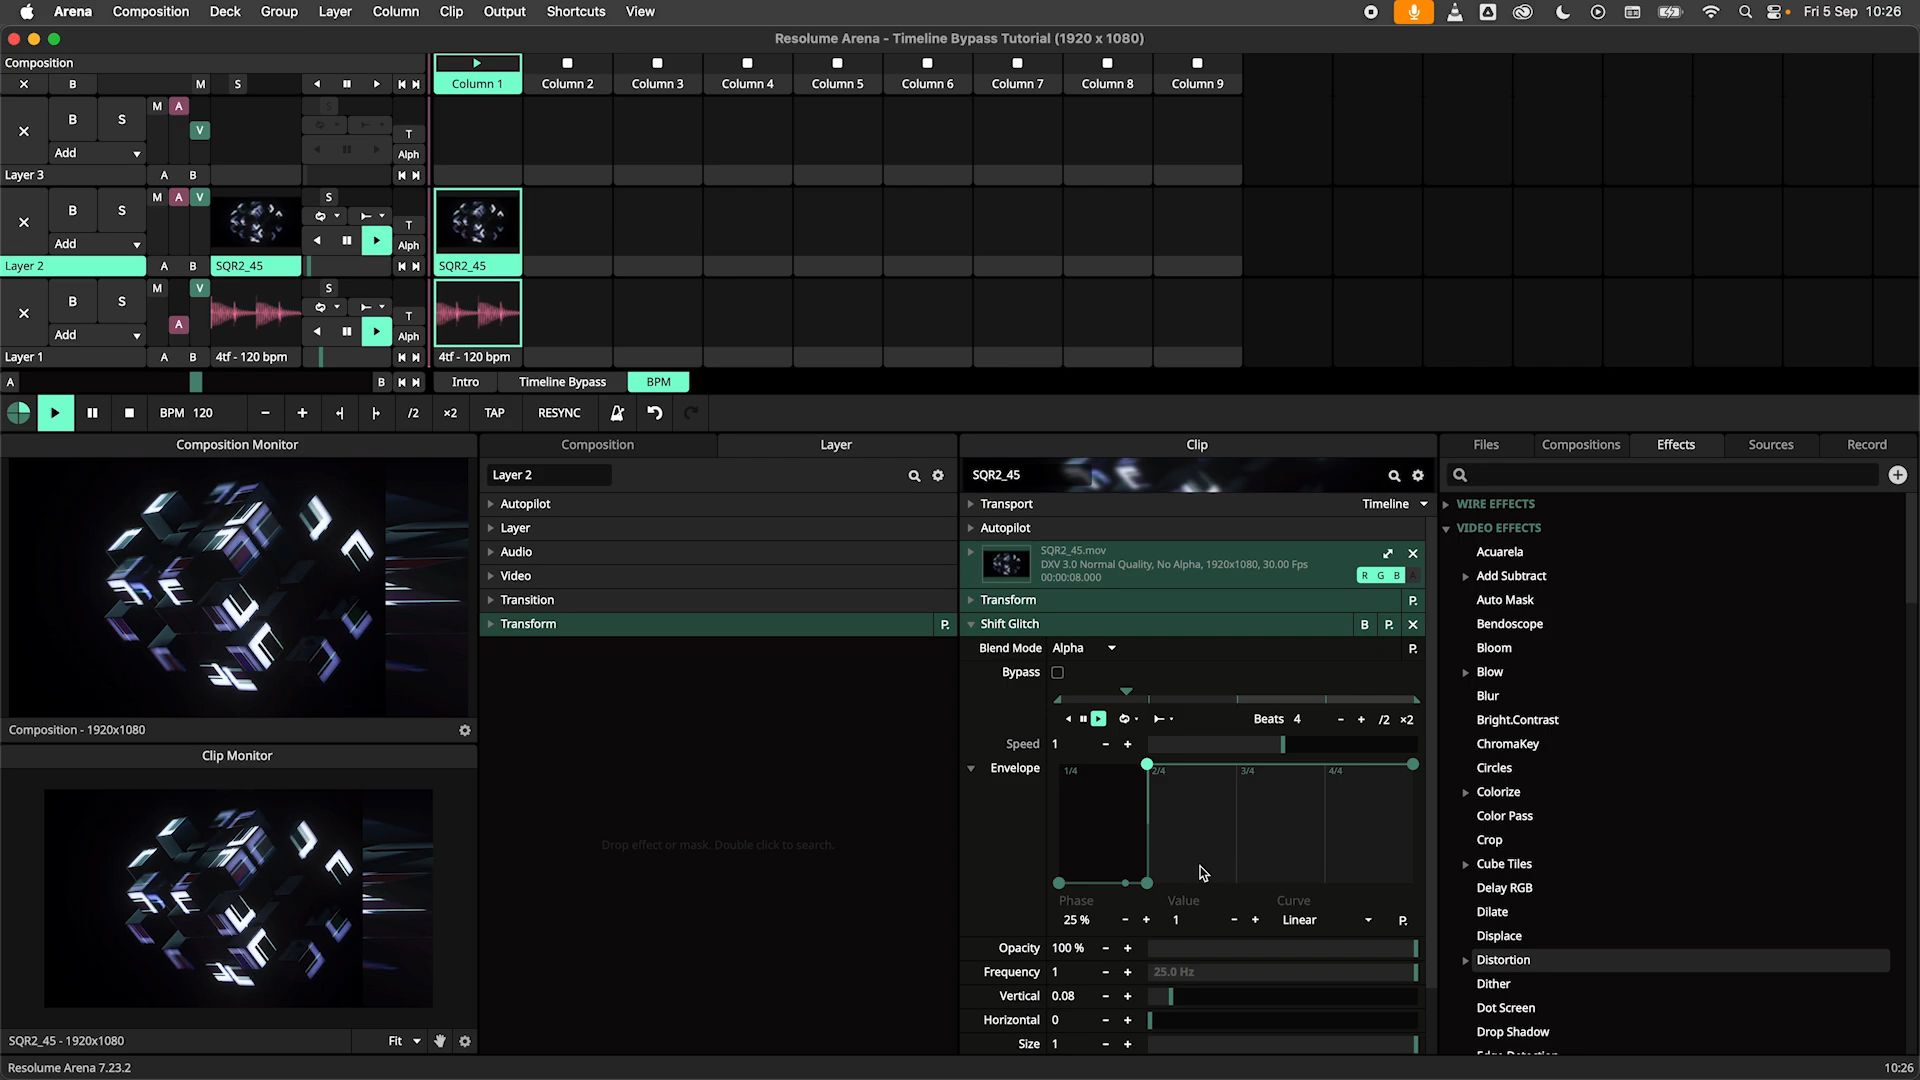 Arena Composition Deck Group Layer Column Clip Output Shortcuts View Fri 5 Sep 10:26
Resolume Arena - Timeline Bypass Tutorial (1920 x 1080)
Composition
B M S Column 1 Column 2 Column 3 Column 4 Column 5 Column 6 Column 7 Column 8 Column 9
M A S
B S V T
Add Alph
Layer 3 A B
M A V S
B S T
Add Alph
Layer 2 A B SQR2_45 SQR2_45
M V S
B S A T
Add Alph
Layer 1 A B 4tf - 120 bpm 4tf - 120 bpm
A B Intro Timeline Bypass BPM
BPM 120 - + /2 ×2 TAP RESYNC
Composition Monitor Composition Layer Clip Files Compositions Effects Sources Record
Layer 2 SQR2_45
Autopilot
Layer
Audio
Video
Transition
Transform P.
Drop effect or mask. Double click to search.
Transport Timeline
Autopilot
SQR2_45.mov
DXV 3.0 Normal Quality, No Alpha, 1920x1080, 30.00 Fps
00:00:08.000 R G B A
Transform P.
Shift Glitch B P.
Blend Mode Alpha P.
Bypass
Beats 4 - + /2 ×2
Speed 1 - +
Envelope 1/4 2/4 3/4 4/4
Phase Value Curve
25 % - + 1 - + Linear P.
Opacity 100 % - +
Frequency 1 - + 25.0 Hz
Vertical 0.08 - +
Horizontal 0 - +
Size 1 - +
WIRE EFFECTS
VIDEO EFFECTS
Acuarela
Add Subtract
Auto Mask
Bendoscope
Bloom
Blow
Blur
Bright.Contrast
ChromaKey
Circles
Colorize
Color Pass
Crop
Cube Tiles
Delay RGB
Dilate
Displace
Distortion
Dither
Dot Screen
Drop Shadow
Edge Detection
Composition - 1920x1080
Clip Monitor
SQR2_45 - 1920x1080 Fit
Resolume Arena 7.23.2 10:26